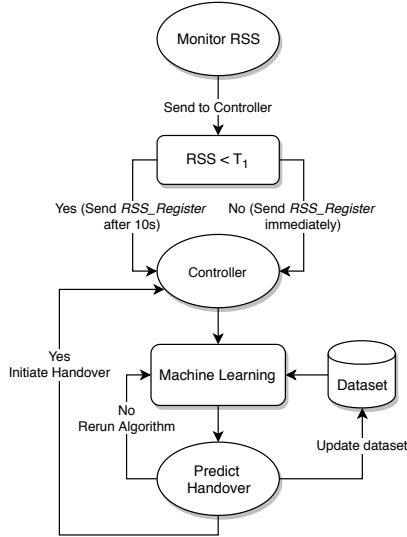 Monitor RSS
Send to Controller
RSS < T1
Yes (Send RSS_Register
after 10s)
No (Send RSS_Register
immediately)
Controller
Yes
Initiate Handover
Machine Learning
Dataset
No
Rerun Algorithm
Update dataset
Predict
Handover